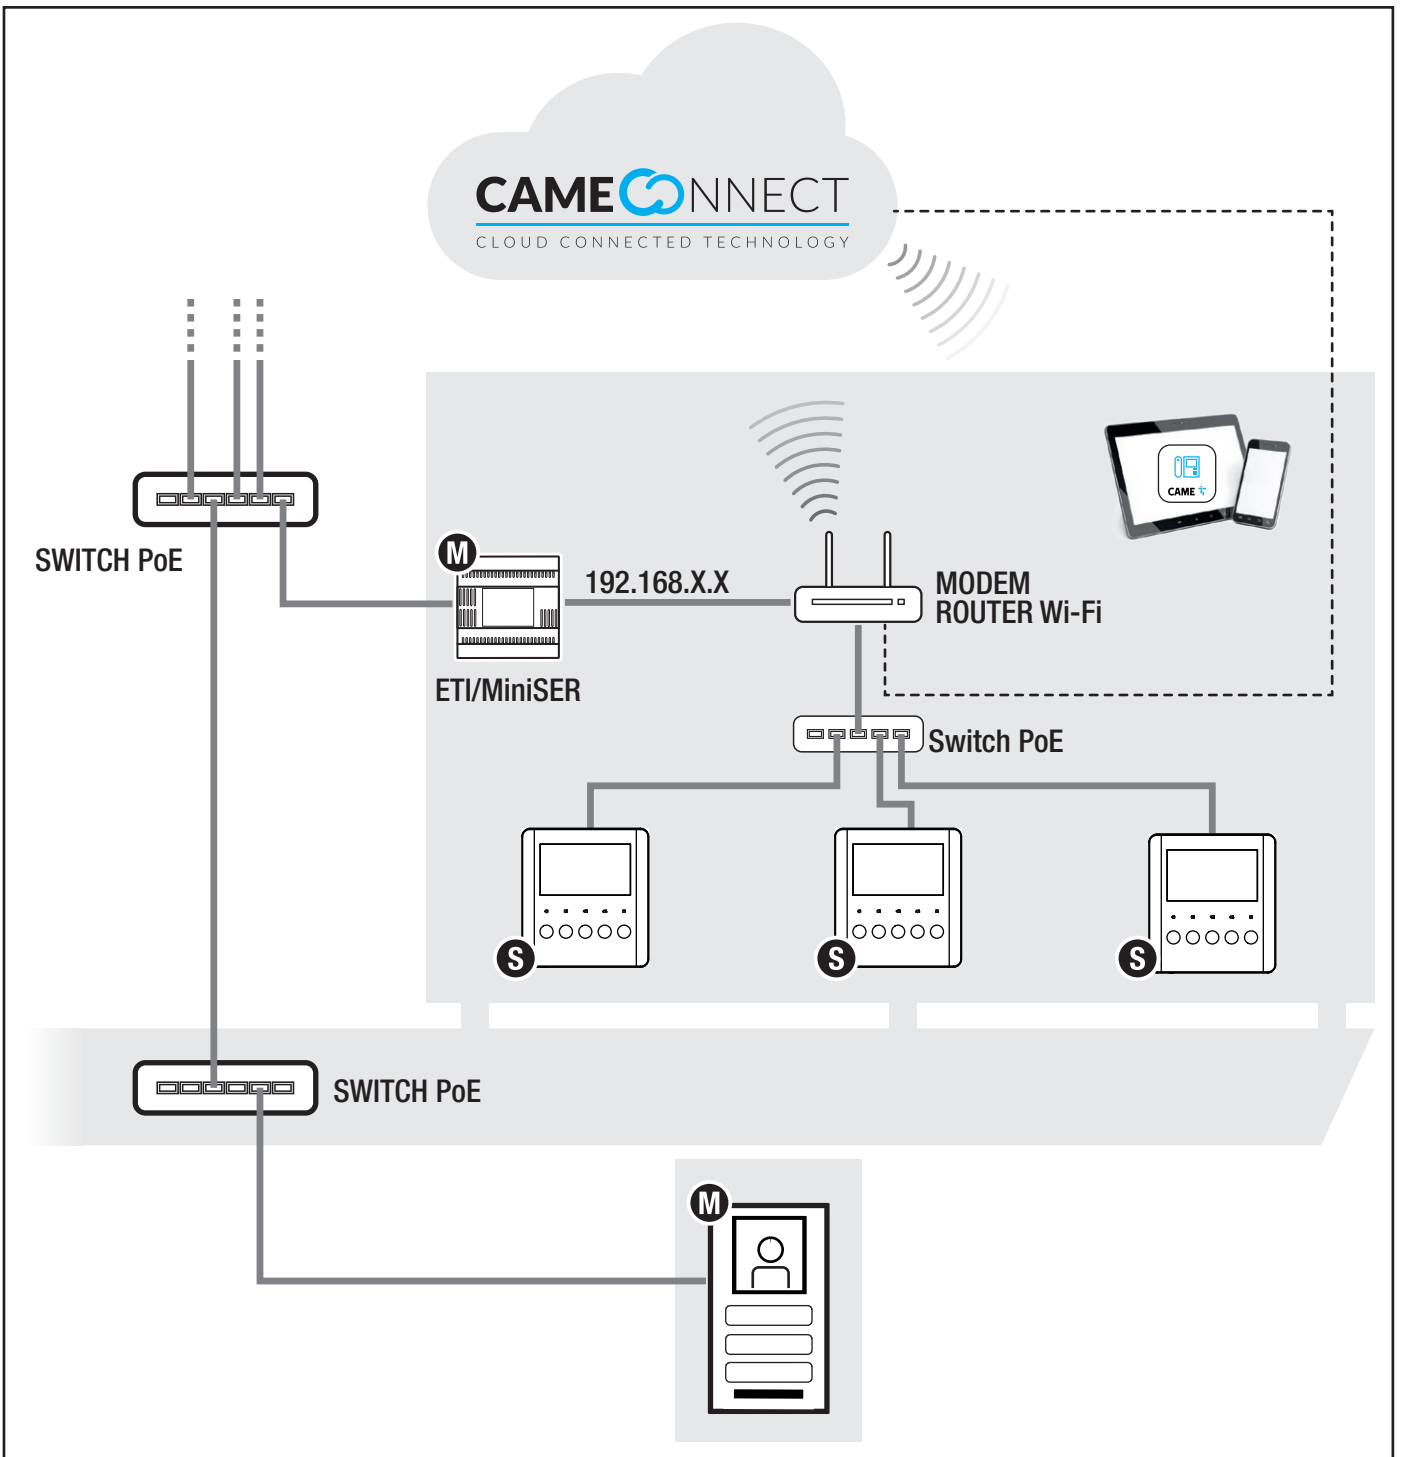 CAMECONNECT
CLOUD CONNECTED TECHNOLOGY
CAME
SWITCH PoE
M
192.168.X.X
MODEM
ROUTER Wi-Fi
ETI/MiniSER
Switch PoE
S
S
S
SWITCH PoE
M